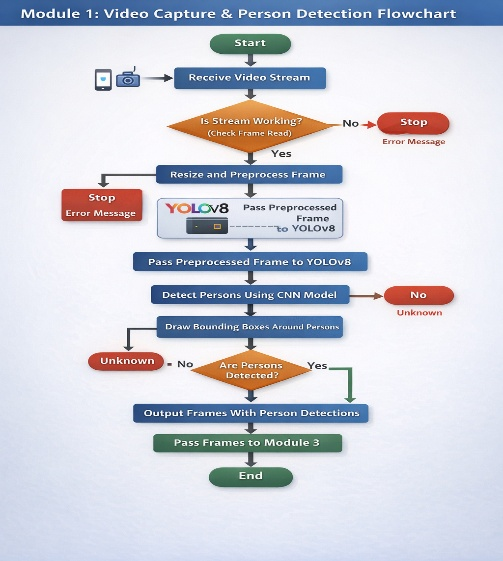 Module 1: Video Capture & Person Detection Flowchart
Start
Receive Video Stream
Is Stream Working?
(Check Frame Read)
No
Stop
Error Message
Yes
Resize and Preprocess Frame
Stop
Error Message
YOLOv8
Pass Preprocessed
Frame
to YOLOv8
Pass Preprocessed Frame to YOLOv8
Detect Persons Using CNN Model
No
Unknown
Draw Bounding Boxes Around Persons
Unknown
No
Are Persons
Detected?
Yes
Output Frames With Person Detections
Pass Frames to Module 3
End